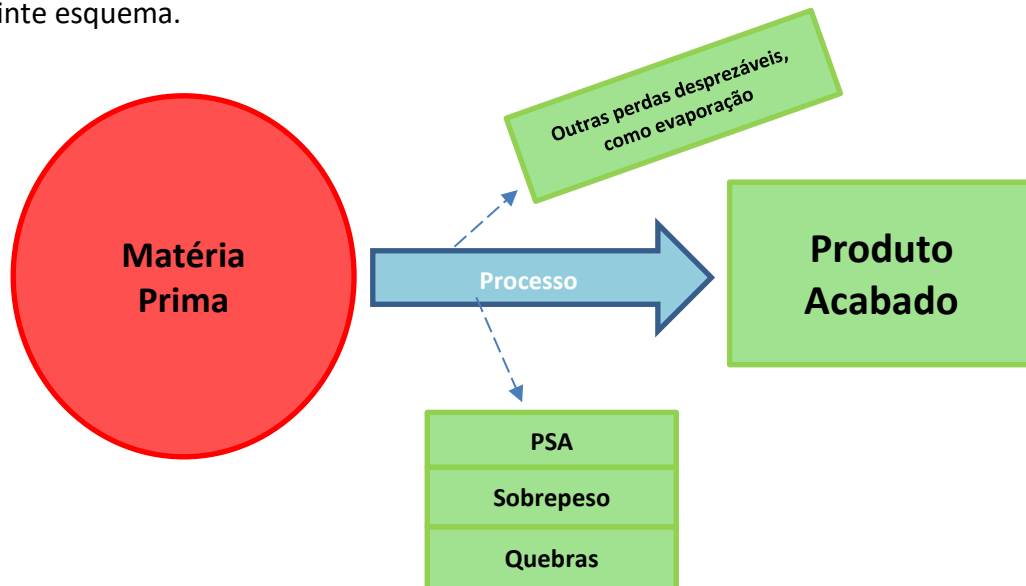 inte esquema.
Outras perdas desprezáveis,
como evaporação
Matéria
Prima
Processo
Produto
Acabado
PSA
Sobrepeso
Quebras